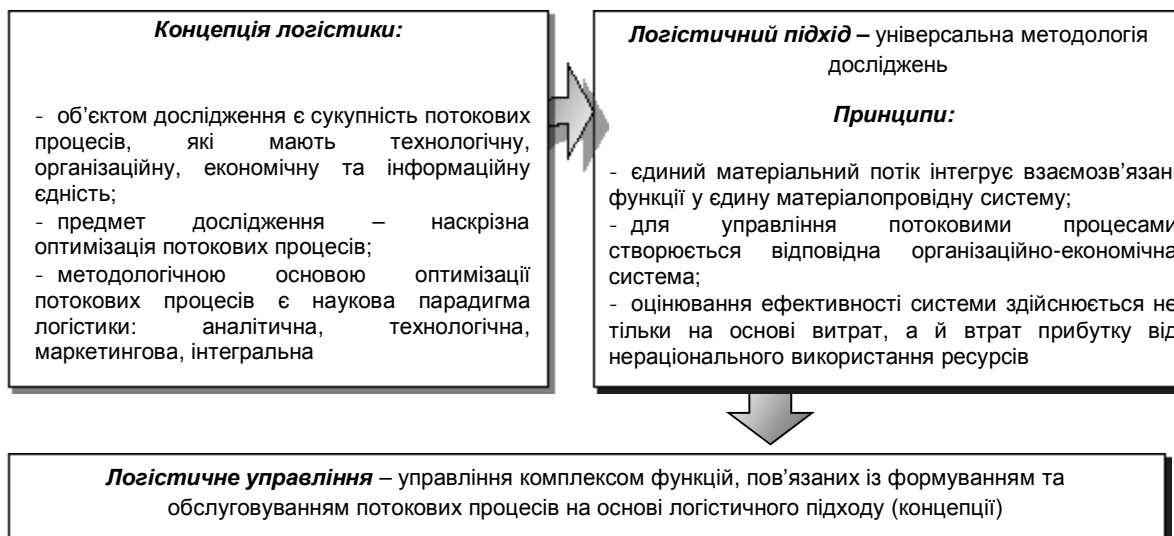 Концепція логістики:
- об’єктом дослідження є сукупність потокових
процесів, які мають технологічну,
організаційну, економічну та інформаційну
єдність;
- предмет дослідження – наскрізна
оптимізація потокових процесів;
- методологічною основою оптимізації
потокових процесів є наукова парадигма
логістики: аналітична, технологічна,
маркетингова, інтегральна
Логістичний підхід – універсальна методологія
досліджень
Принципи:
- єдиний матеріальний потік інтегрує взаємозв’язані
функції у єдину матеріалопровідну систему;
- для управління потоковими процесами
створюється відповідна організаційно-економічна
система;
- оцінювання ефективності системи здійснюється не
тільки на основі витрат, а й втрат прибутку від
нераціонального використання ресурсів
Логістичне управління – управління комплексом функцій, пов’язаних із формуванням та
обслуговуванням потокових процесів на основі логістичного підходу (концепції)